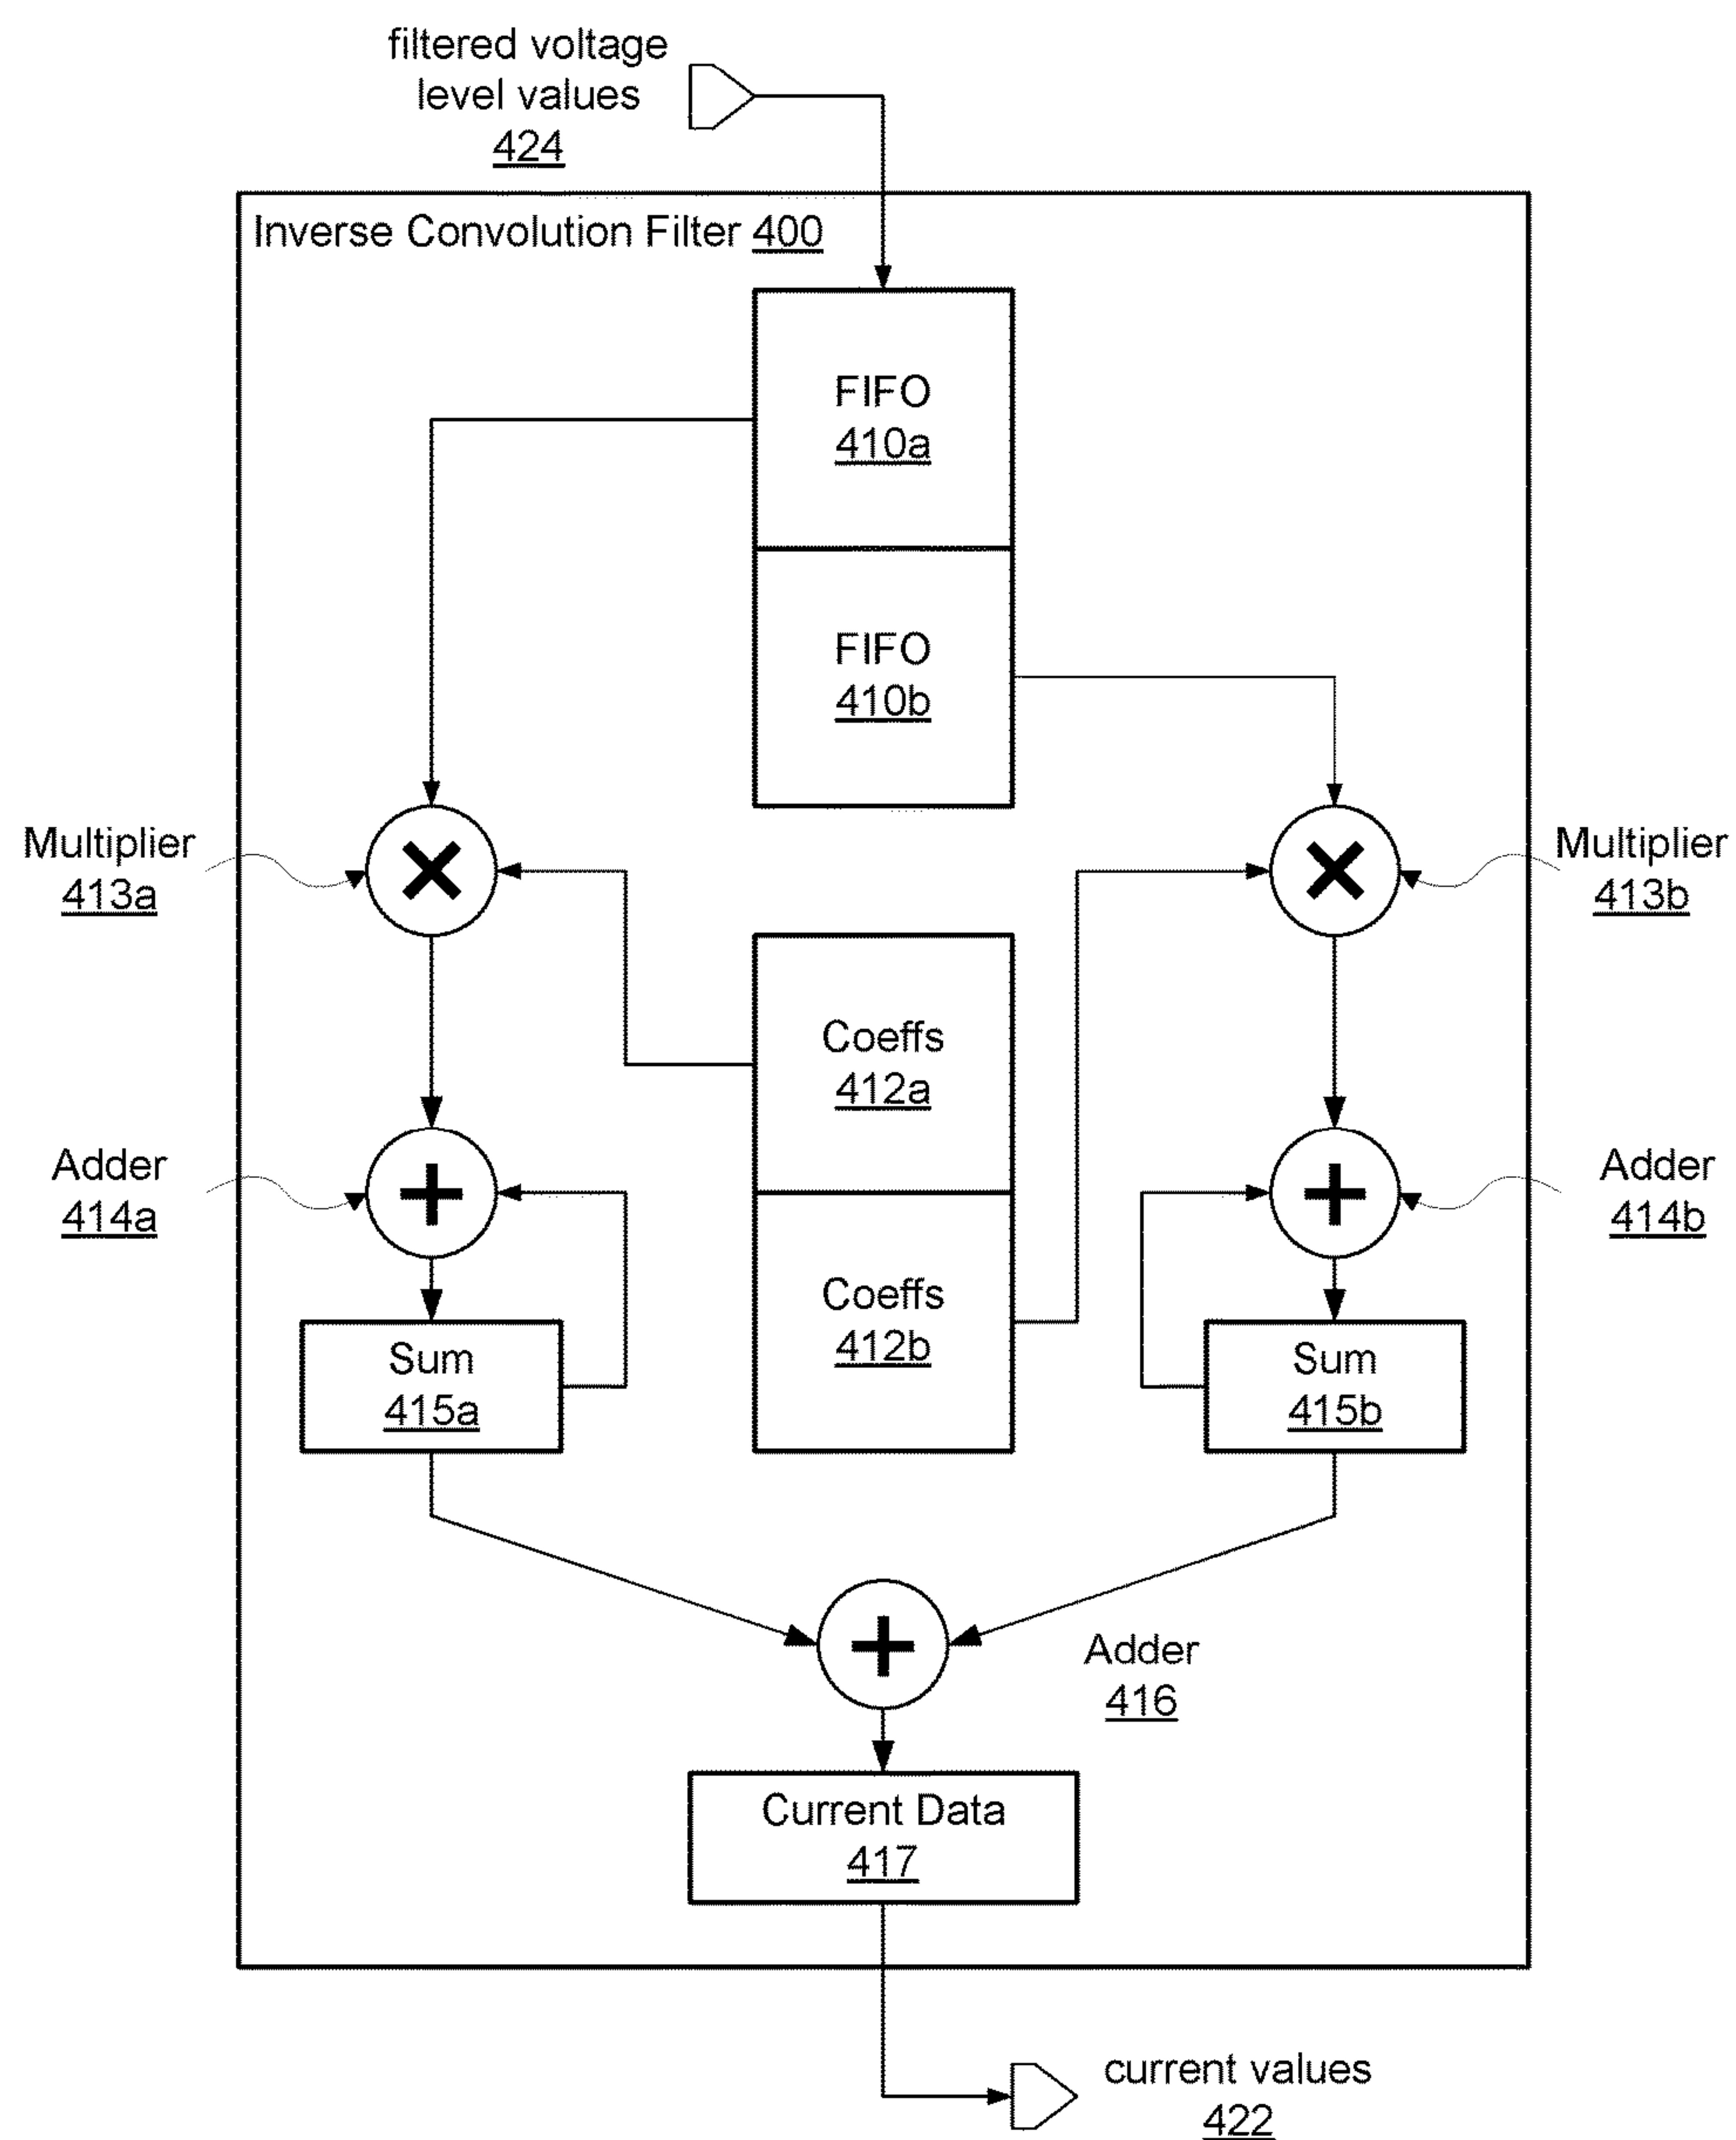 filtered voltage
level values
424
Inverse Convolution Filter 400
FIFO
410a
FIFO
410b
Multiplier
413a
Multiplier
413b
Coeffs
412a
Adder
414a
Adder
414b
Coeffs
412b
Sum
415a
Sum
415b
Adder
416
Current Data
417
current values
422